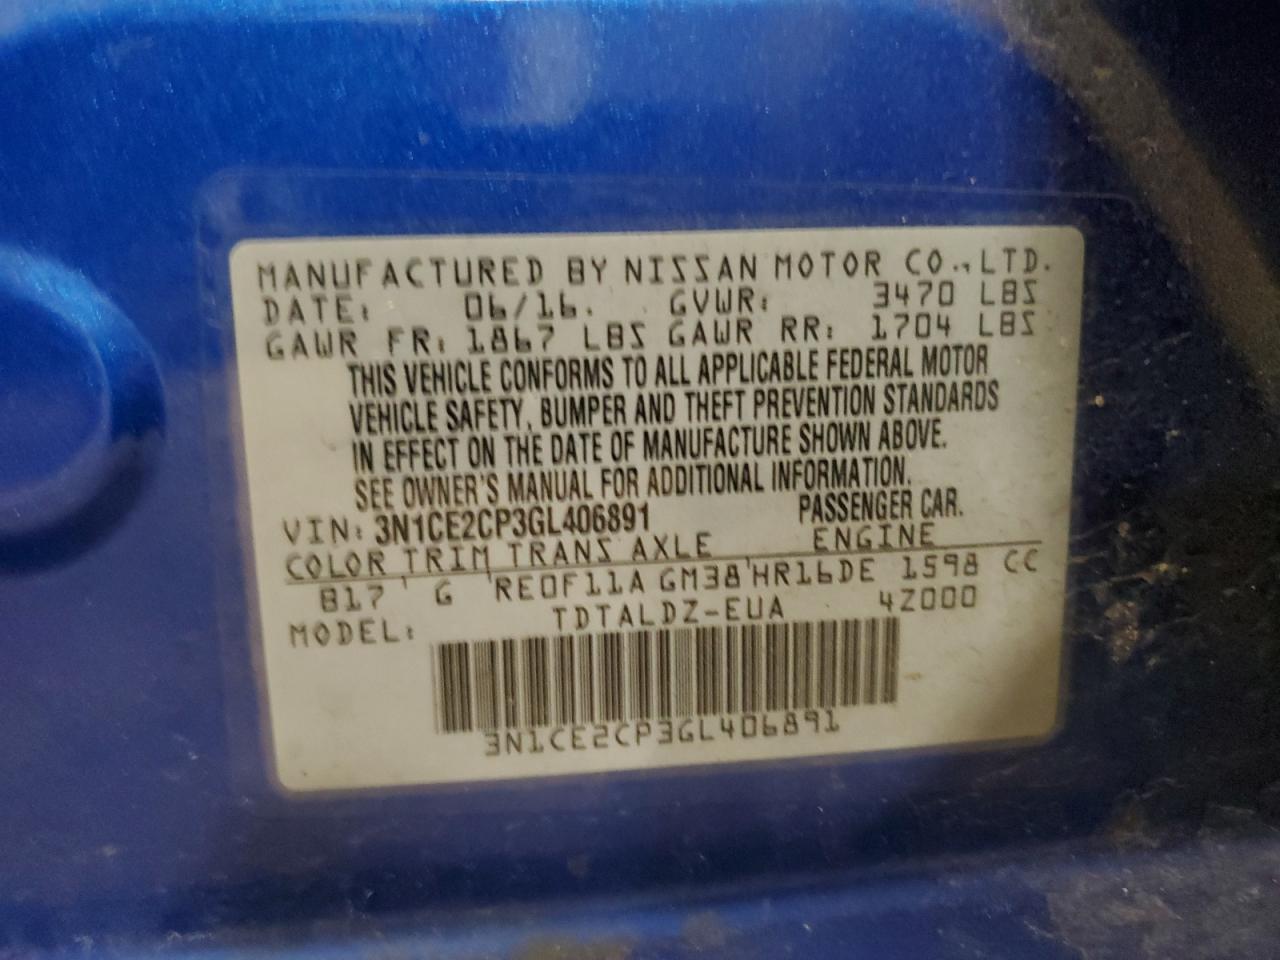 MANUFACTURED BY NISSAN MOTOR CO.,LTD.
DATE: 06/16. GVWR: 3470 LBS
GAWR FR: 1867 LBS GAWR RR: 1704 LBS
THIS VEHICLE CONFORMS TO ALL APPLICABLE FEDERAL MOTOR
VEHICLE SAFETY, BUMPER AND THEFT PREVENTION STANDARDS
IN EFFECT ON THE DATE OF MANUFACTURE SHOWN ABOVE.
SEE OWNER'S MANUAL FOR ADDITIONAL INFORMATION.
VIN: 3N1CE2CP3GL406891 PASSENGER CAR.
COLOR TRIM TRANS AXLE ENGINE
B17 ' G 'RE0F11A GM38'HR16DE 1598 CC
MODEL: TDTALDZ-EUA 4Z000
3N1CE2CP3GL406891